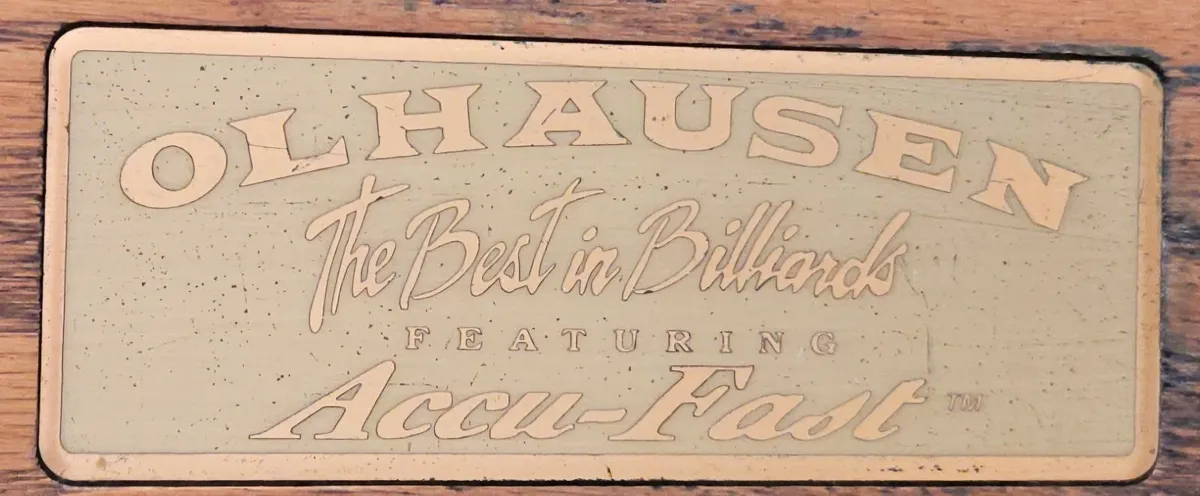 OLHAUSEN
The Best in Billiards
FEATURING
Accu-Fast ™